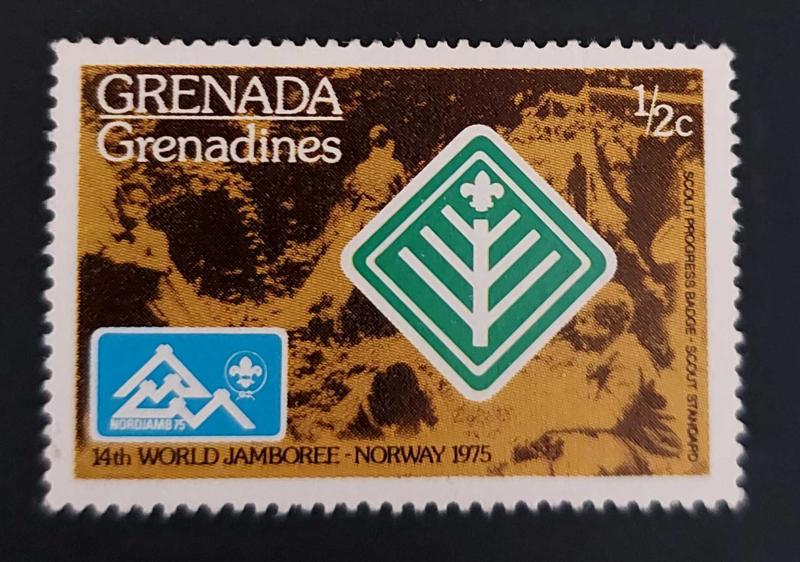 GRENADA
Grenadines
1/2c
SCOUT PROGRESS BADGE - SCOUT STANDARD
NORDJAMB 75
14th WORLD JAMBOREE - NORWAY 1975